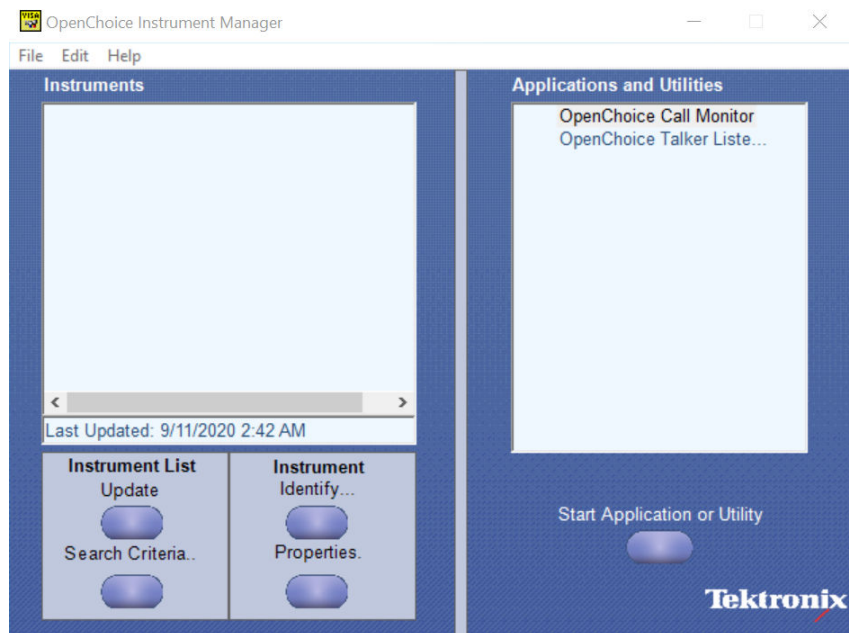 VISA
OpenChoice Instrument Manager
File Edit Help
Instruments
Last Updated: 9/11/2020 2:42 AM
Instrument List
Update
Search Criteria..
Instrument
Identify...
Properties.
Applications and Utilities
OpenChoice Call Monitor
OpenChoice Talker Liste...
Start Application or Utility
Tektronix